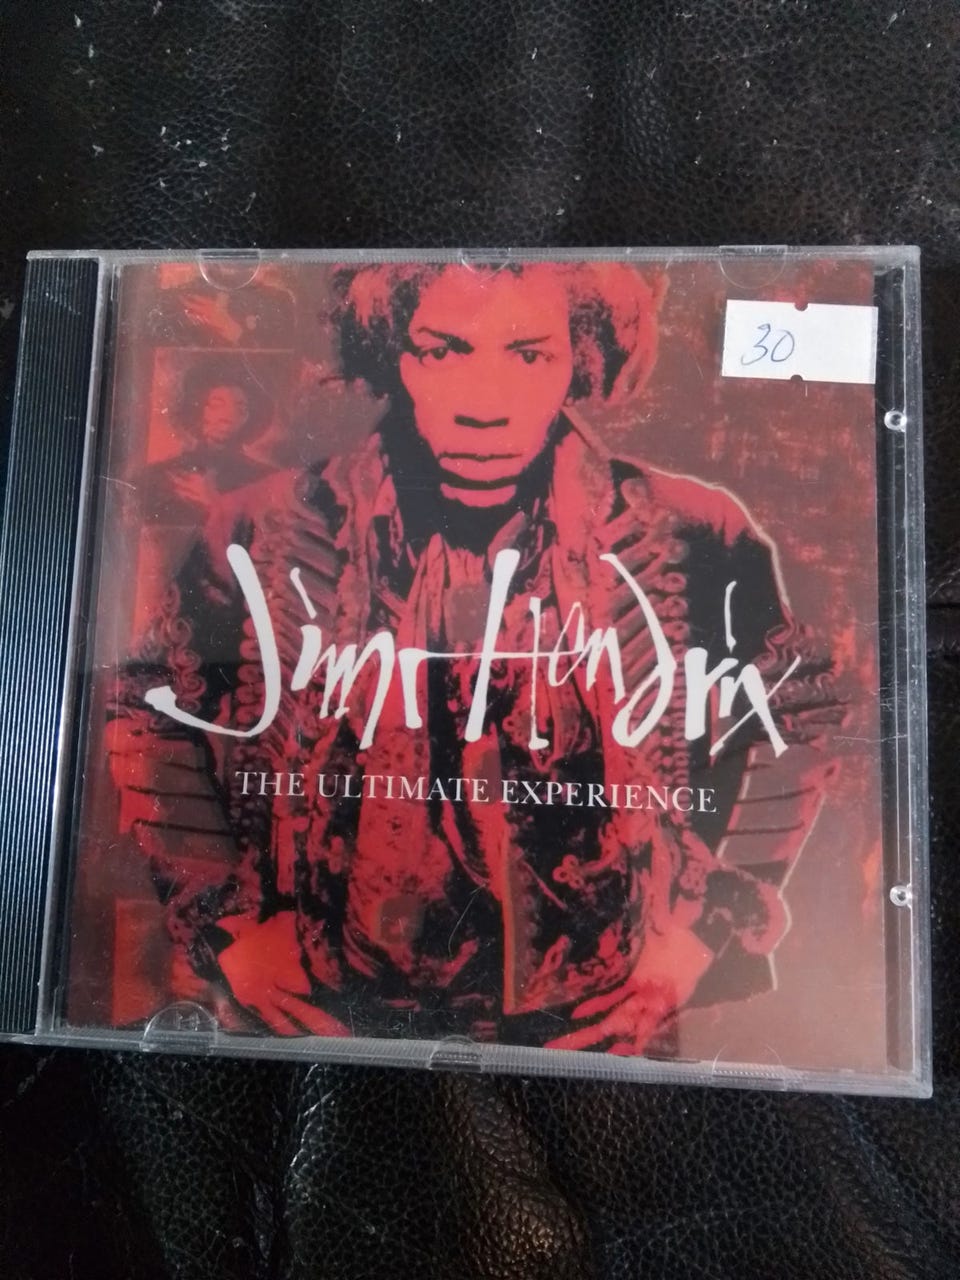 30
Jimi Hendrix
THE ULTIMATE EXPERIENCE